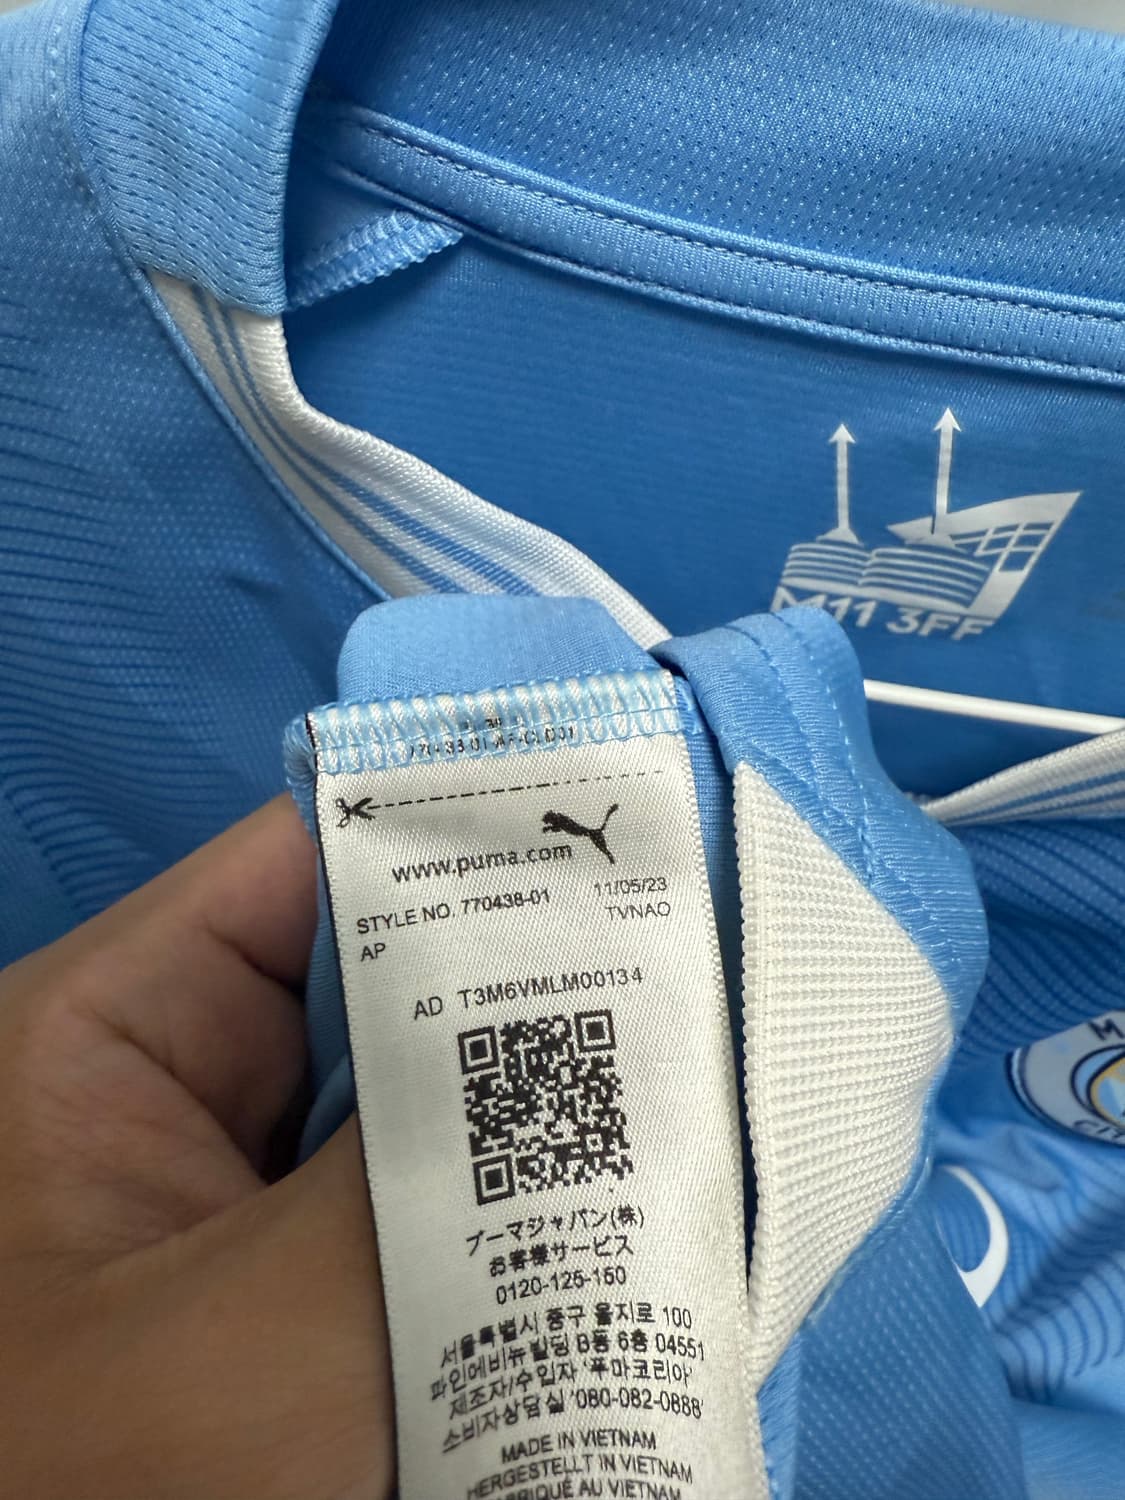 M11 3FF
www.puma.com
STYLE NO. 770438-01
11/05/23
AP
TVNAO
AD T3M6VMLM00134
プーマジャパン(株)
お客様サービス
0120-125-150
서울특별시 중구 을지로 100
파인에비뉴빌딩 B동 6층 04551
제조자/수입자 '푸마코리아'
소비자상담실 '080-082-0888'
MADE IN VIETNAM
HERGESTELLT IN VIETNAM
FABRIQUÉ AU VIETNAM
M
CIT